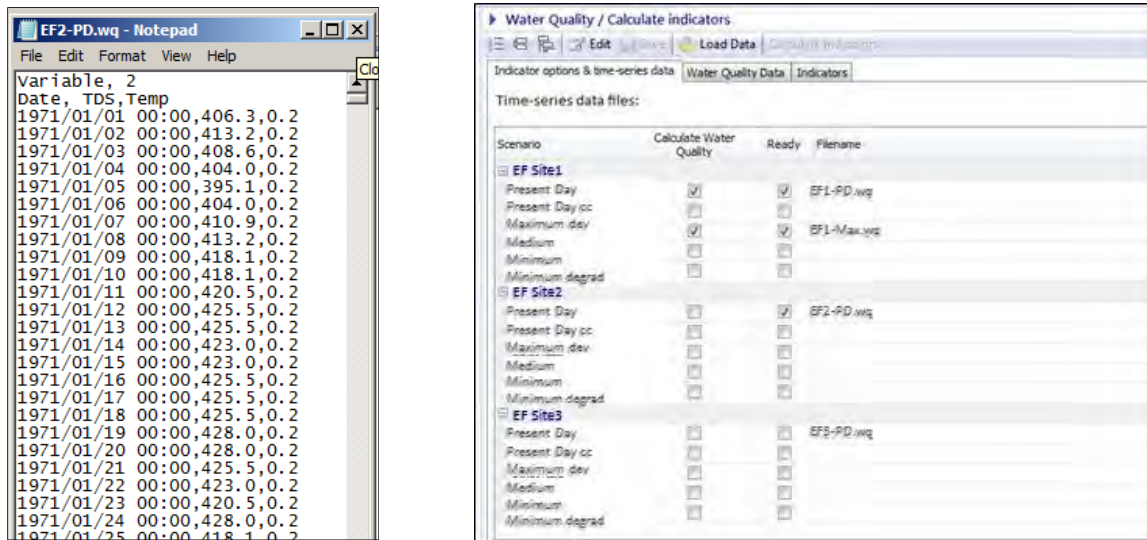 EF2-PD.wq - Notepad
File Edit Format View Help
Clo
Variable, 2
Date, TDS,Temp
1971/01/01 00:00,406.3,0.2
1971/01/02 00:00,413.2,0.2
1971/01/03 00:00,408.6,0.2
1971/01/04 00:00,404.0,0.2
1971/01/05 00:00,395.1,0.2
1971/01/06 00:00,404.0,0.2
1971/01/07 00:00,410.9,0.2
1971/01/08 00:00,413.2,0.2
1971/01/09 00:00,418.1,0.2
1971/01/10 00:00,418.1,0.2
1971/01/11 00:00,420.5,0.2
1971/01/12 00:00,425.5,0.2
1971/01/13 00:00,425.5,0.2
1971/01/14 00:00,423.0,0.2
1971/01/15 00:00,423.0,0.2
1971/01/16 00:00,425.5,0.2
1971/01/17 00:00,425.5,0.2
1971/01/18 00:00,425.5,0.2
1971/01/19 00:00,428.0,0.2
1971/01/20 00:00,428.0,0.2
1971/01/21 00:00,425.5,0.2
1971/01/22 00:00,423.0,0.2
1971/01/23 00:00,420.5,0.2
1971/01/24 00:00,428.0,0.2
1971/01/25 00:00,418.1,0.2
Water Quality / Calculate indicators
Edit Save Load Data Calculate Indicators
Indicator options & time-series data Water Quality Data Indicators
Time-series data files:
Scenario Calculate Water Quality Ready Filename
EF Site1
Present Day EF1-PD.wq
Present Day cc
Maximum dev EF1-Max.wq
Medium
Minimum
Minimum degrad
EF Site2
Present Day EF2-PD.wq
Present Day cc
Maximum dev
Medium
Minimum
Minimum degrad
EF Site3
Present Day EF3-PD.wq
Present Day cc
Maximum dev
Medium
Minimum
Minimum degrad